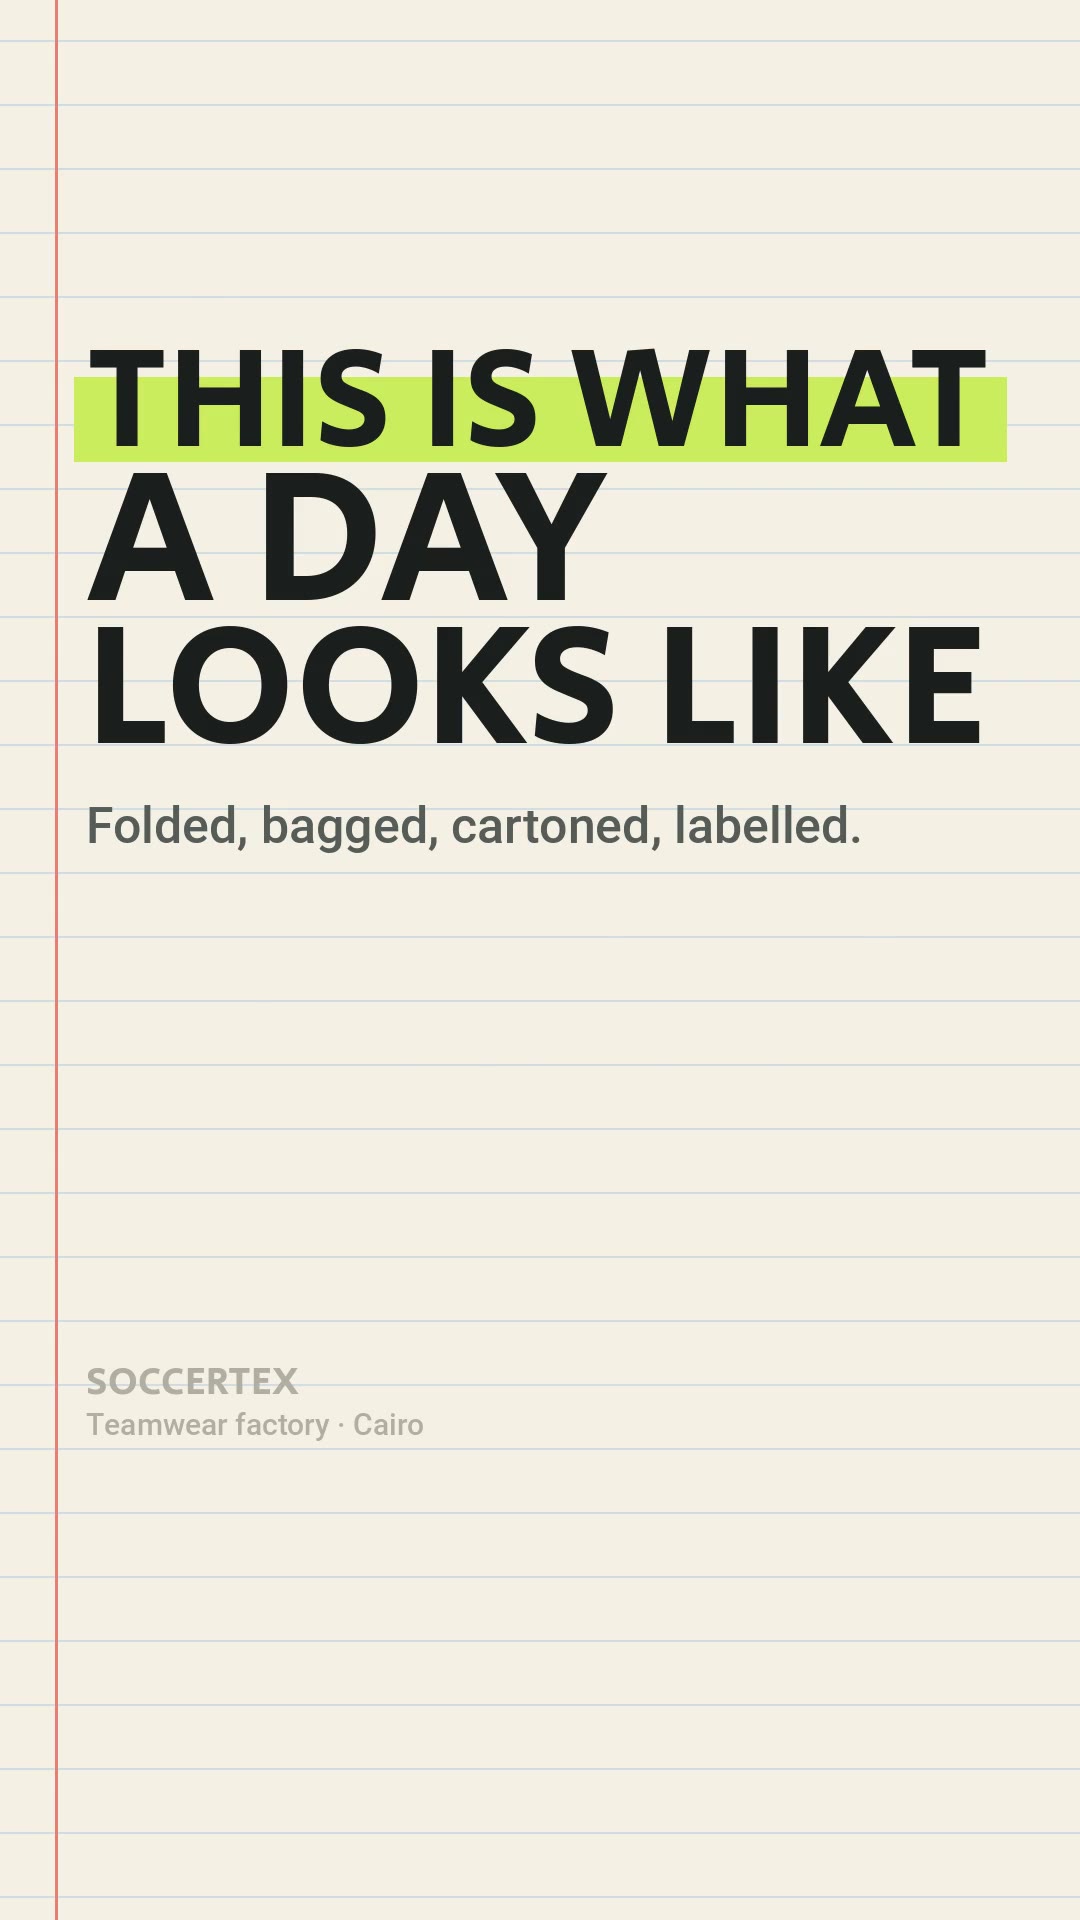 THIS IS WHAT
A DAY
LOOKS LIKE
Folded, bagged, cartoned, labelled.
SOCCERTEX
Teamwear factory · Cairo